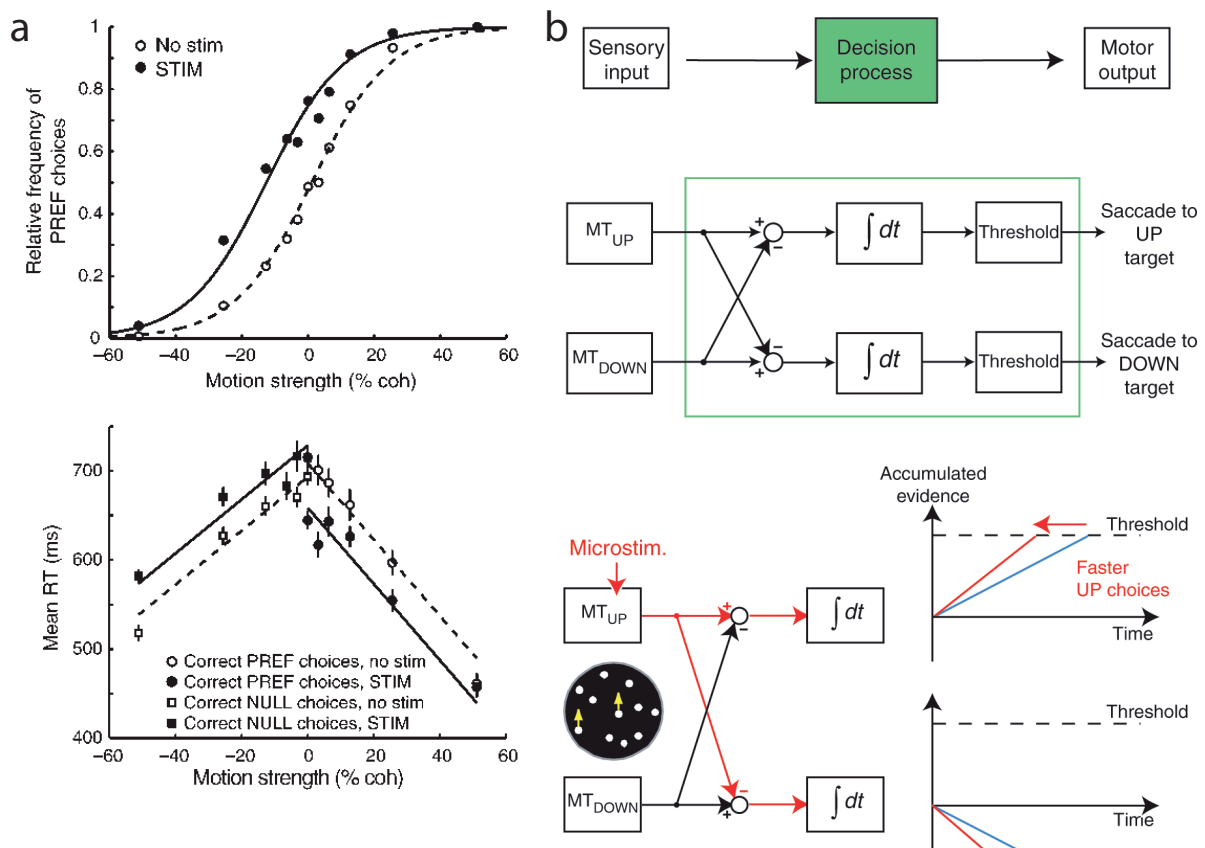 a
1
0.8
0.6
0.4
0.2
0
No stim
STIM
Relative frequency of
PREF choices
−60 −40 −20 0 20 40 60
Motion strength (% coh)
700
600
500
400
Mean RT (ms)
Correct PREF choices, no stim
Correct PREF choices, STIM
Correct NULL choices, no stim
Correct NULL choices, STIM
−60 −40 −20 0 20 40 60
Motion strength (% coh)
b
Sensory
input
Decision
process
Motor
output
MT_UP
+
−
∫ dt
Threshold
Saccade to
UP
target
MT_DOWN
−
+
∫ dt
Threshold
Saccade to
DOWN
target
Microstim.
MT_UP
+
−
∫ dt
Accumulated
evidence
Threshold
Faster
UP choices
Time
MT_DOWN
−
+
∫ dt
Threshold
Time